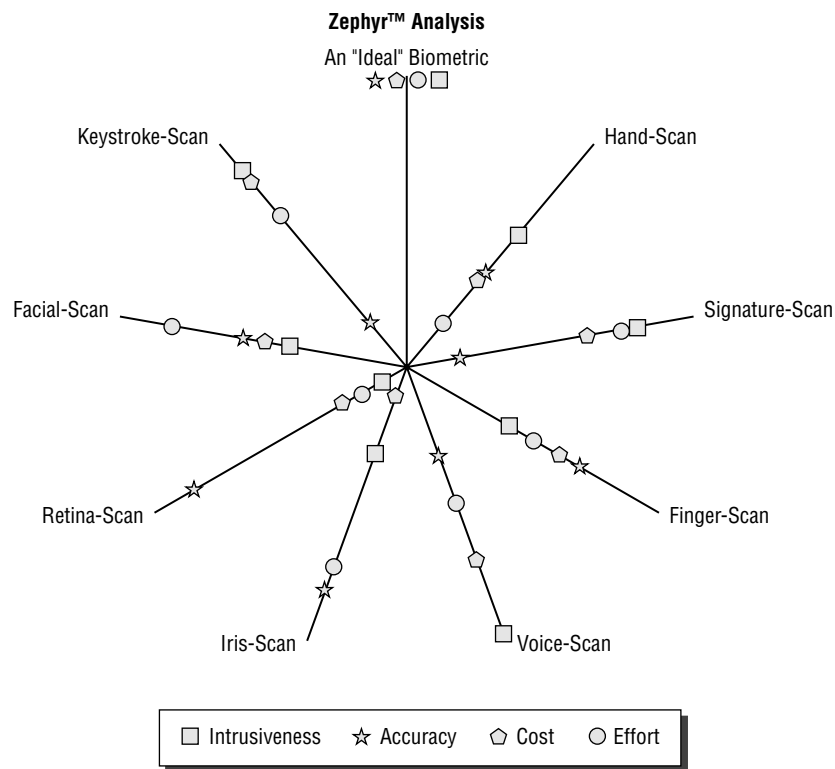 Zephyr™ Analysis
An "Ideal" Biometric
Keystroke-Scan
Hand-Scan
Facial-Scan
Signature-Scan
Retina-Scan
Finger-Scan
Iris-Scan
Voice-Scan
Intrusiveness Accuracy Cost Effort